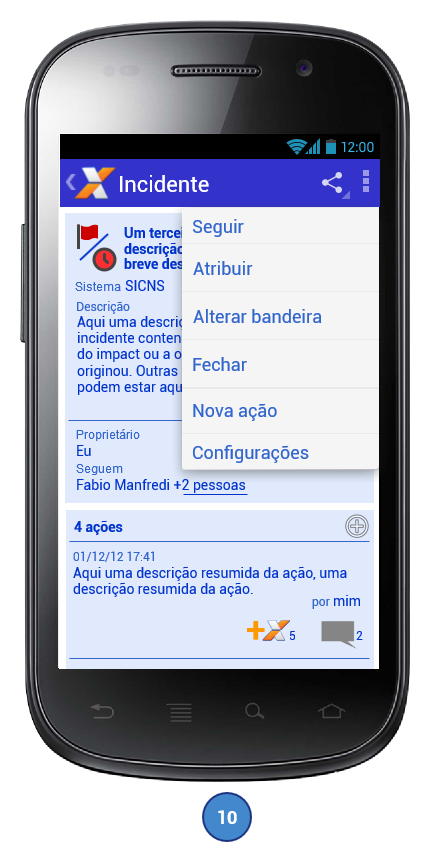 12:00
Incidente
Seguir
Atribuir
Alterar bandeira
Fechar
Nova ação
Configurações
Um tercei
descrição
breve des
Sistema SICNS
Descrição
Aqui uma descriç
incidente conten
do impact ou a o
originou. Outras
podem estar aqu
Proprietário
Eu
Seguem
Fabio Manfredi +2 pessoas
4 ações
01/12/12 17:41
Aqui uma descrição resumida da ação, uma
descrição resumida da ação.
por mim
5
2
10